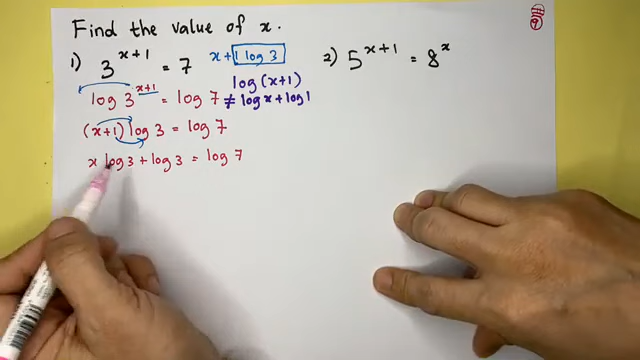 Find the value of x.
1) 3^{x+1} = 7
x+1 log 3
log 3^{x+1} = log 7
log (x+1)
≠ log x + log 1
(x+1) log 3 = log 7
x log 3 + log 3 = log 7
2) 5^{x+1} = 8^x